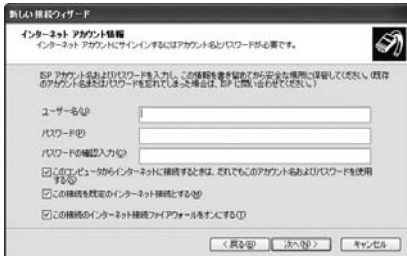 新しい接続ウィザード
インターネット アカウント情報
インターネット アカウントにサインインするにはアカウント名とパスワードが必要です。
ISP アカウント名およびパスワードを入力し、この情報を書き留めてから安全な場所に保管してください。(既存
のアカウント名またはパスワードを忘れてしまった場合は、ISP に問い合わせてください。)
ユーザー名(U):
パスワード(P):
パスワードの確認入力(C):
このコンピュータからインターネットに接続するときは、だれでもこのアカウント名およびパスワードを使用
する(S)
この接続を既定のインターネット接続とする(M)
この接続のインターネット接続ファイアウォールをオンにする(T)
< 戻る(B)
次へ(N) >
キャンセル